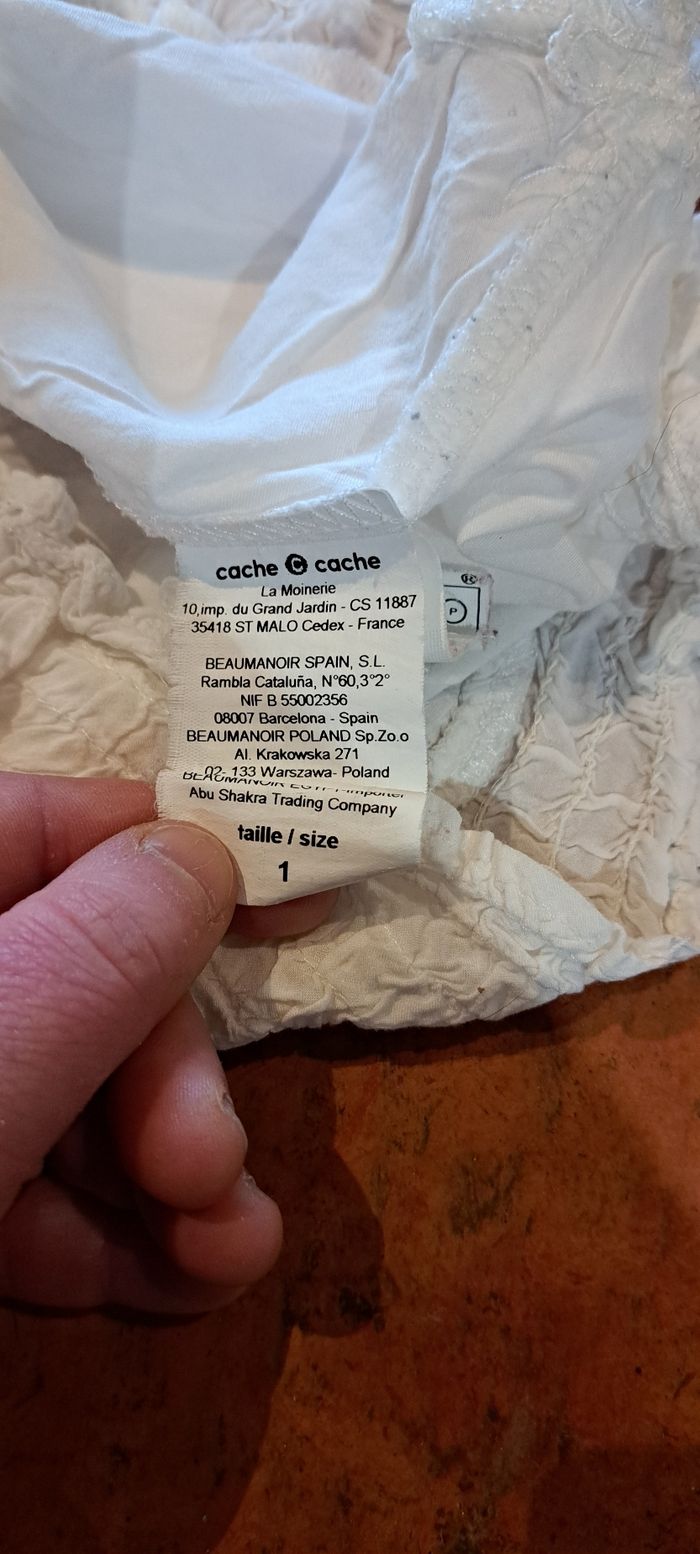 cache C cache
La Moinerie
10,imp. du Grand Jardin - CS 11887
35418 ST MALO Cedex - France
BEAUMANOIR SPAIN, S.L.
Rambla Cataluña, N°60,3°2°
NIF B 55002356
08007 Barcelona - Spain
BEAUMANOIR POLAND Sp.Zo.o
Al. Krakowska 271
02- 133 Warszawa- Poland
BEAUMANOIR
Abu Shakra Trading Company
taille / size
1
®
P